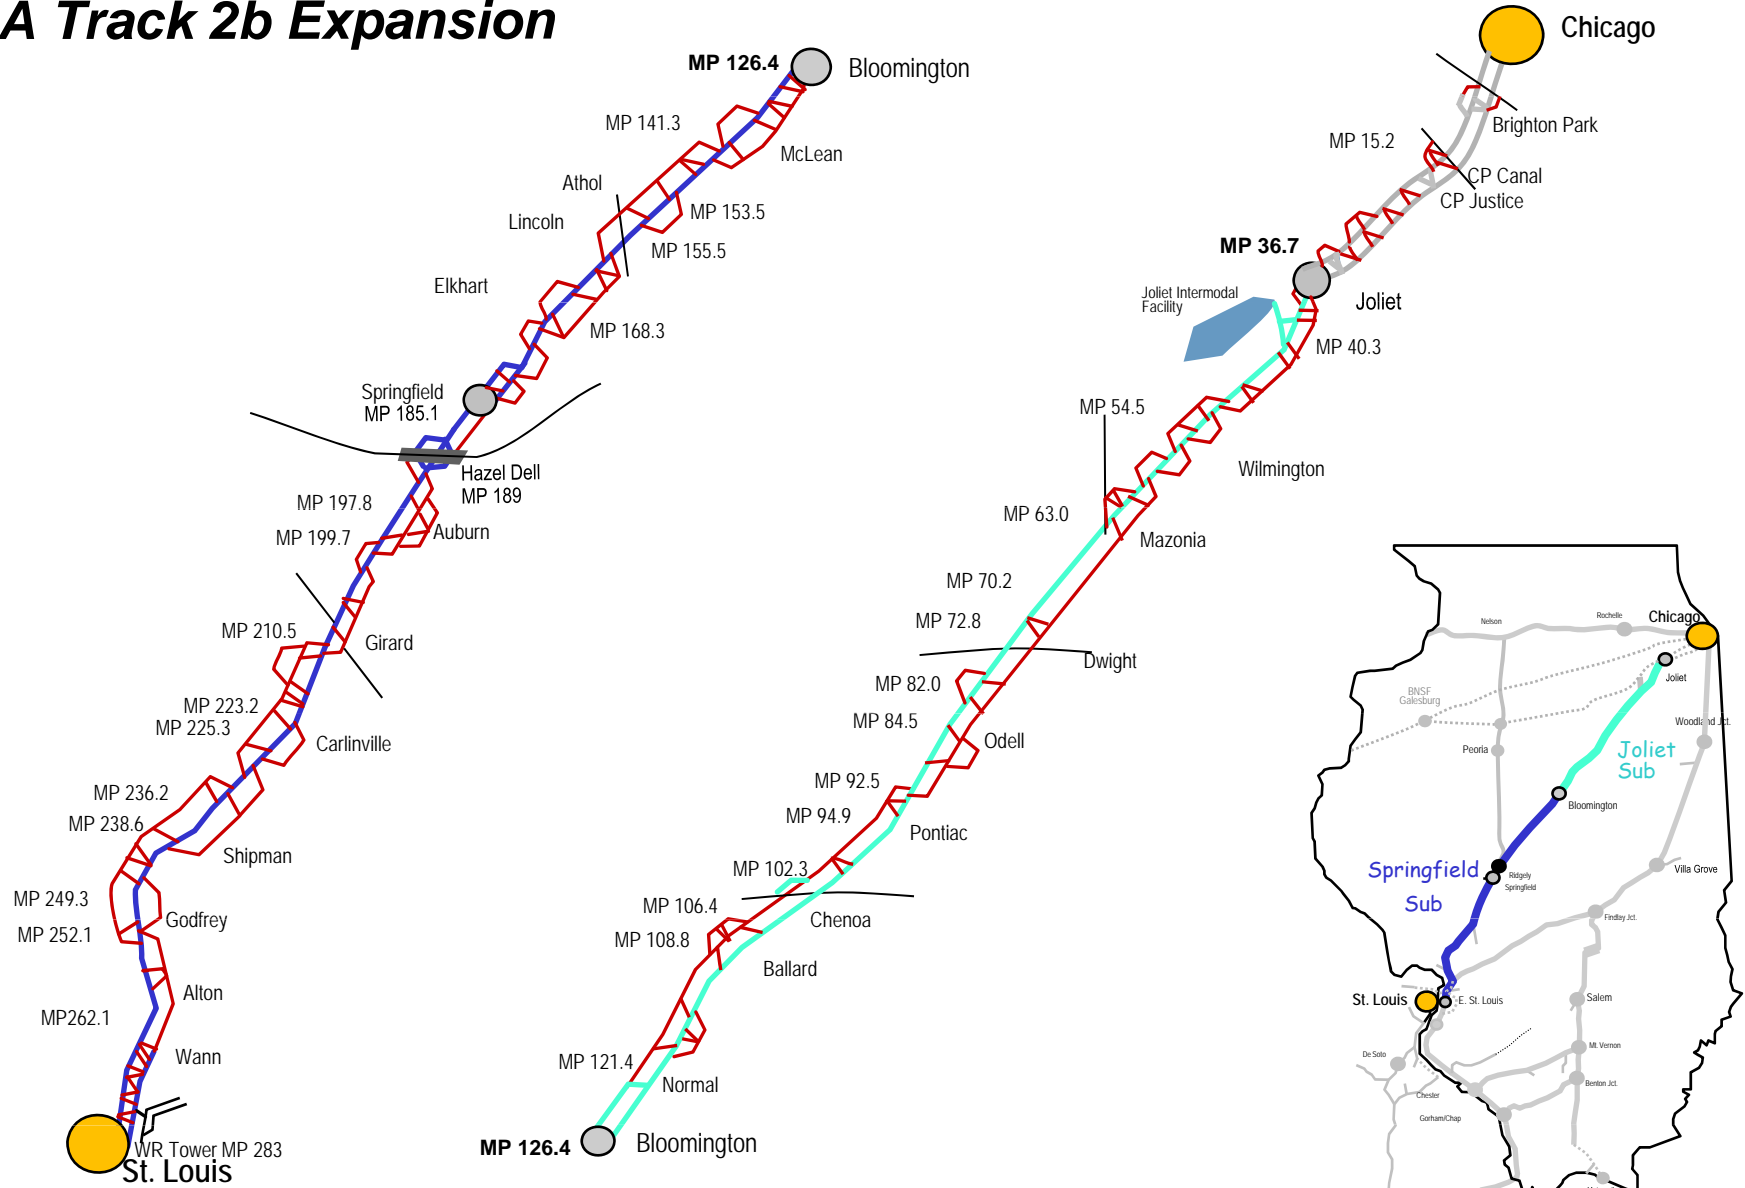 A Track 2b Expansion
MP 126.4
Bloomington
MP 141.3
McLean
Athol
MP 153.5
Lincoln
MP 155.5
Elkhart
MP 168.3
Springfield
MP 185.1
Hazel Dell
MP 189
MP 197.8
Auburn
MP 199.7
MP 210.5
Girard
MP 223.2
MP 225.3
Carlinville
MP 236.2
MP 238.6
Shipman
MP 249.3
Godfrey
MP 252.1
Alton
MP262.1
Wann
WR Tower MP 283
St. Louis
Chicago
Brighton Park
MP 15.2
CP Canal
CP Justice
MP 36.7
Joliet Intermodal
Facility
Joliet
MP 40.3
MP 54.5
Wilmington
MP 63.0
Mazonia
MP 70.2
MP 72.8
Dwight
MP 82.0
MP 84.5
Odell
MP 92.5
MP 94.9
Pontiac
MP 102.3
MP 106.4
Chenoa
MP 108.8
Ballard
MP 121.4
Normal
MP 126.4
Bloomington
Nelson
Rochelle
Chicago
Joliet
BNSF
Galesburg
Woodland Jct.
Peoria
Joliet
Sub
Bloomington
Springfield
Sub
Ridgely
Springfield
Villa Grove
Findlay Jct.
St. Louis
E. St. Louis
Salem
De Soto
Mt. Vernon
Benton Jct.
Chester
Gorham/Chap